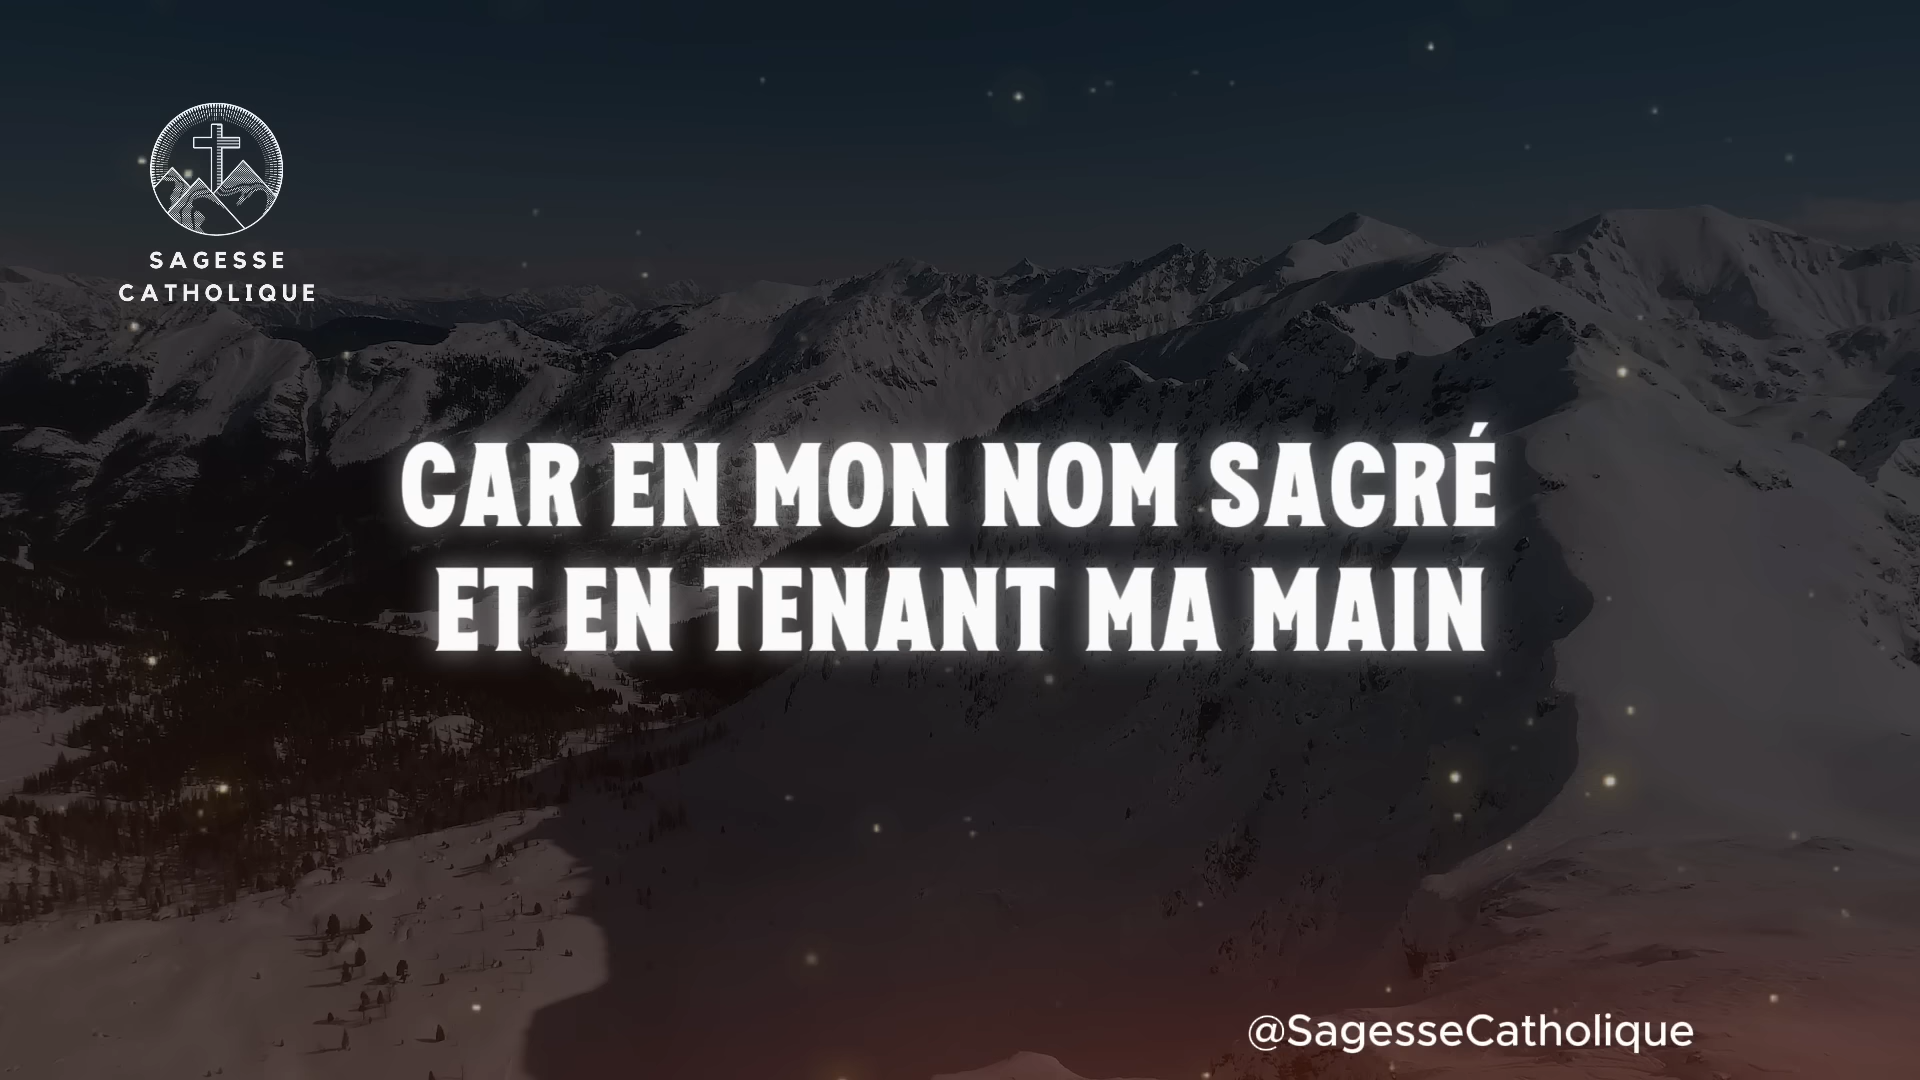 SAGESSE
CATHOLIQUE
CAR EN MON NOM SACRÉ
ET EN TENANT MA MAIN
@SagesseCatholique